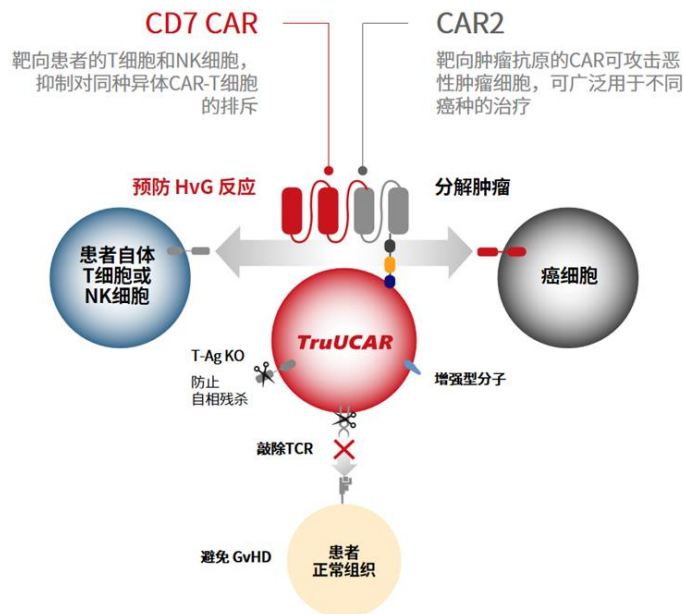 CD7 CAR
靶向患者的T细胞和NK细胞，
抑制对同种异体CAR-T细胞
的排斥
CAR2
靶向肿瘤抗原的CAR可攻击恶
性肿瘤细胞，可广泛用于不同
癌种的治疗
预防 HvG 反应
分解肿瘤
患者自体
T细胞或
NK细胞
癌细胞
TruUCAR
T-Ag KO
防止
自相残杀
增强型分子
敲除TCR
避免 GvHD
患者
正常组织